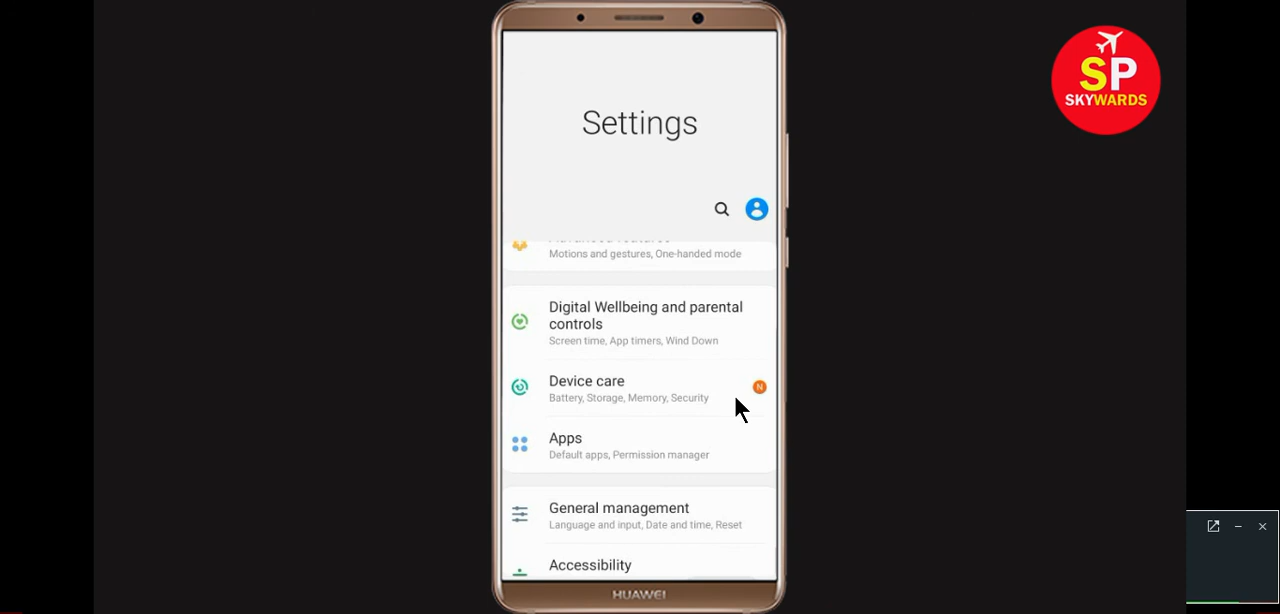 SP
SKYWARDS
Settings
Motions and gestures, One-handed mode
Digital Wellbeing and parental
controls
Screen time, App timers, Wind Down
Device care
N
Battery, Storage, Memory, Security
Apps
Default apps, Permission manager
General management
Language and input, Date and time, Reset
Accessibility
HUAWEI